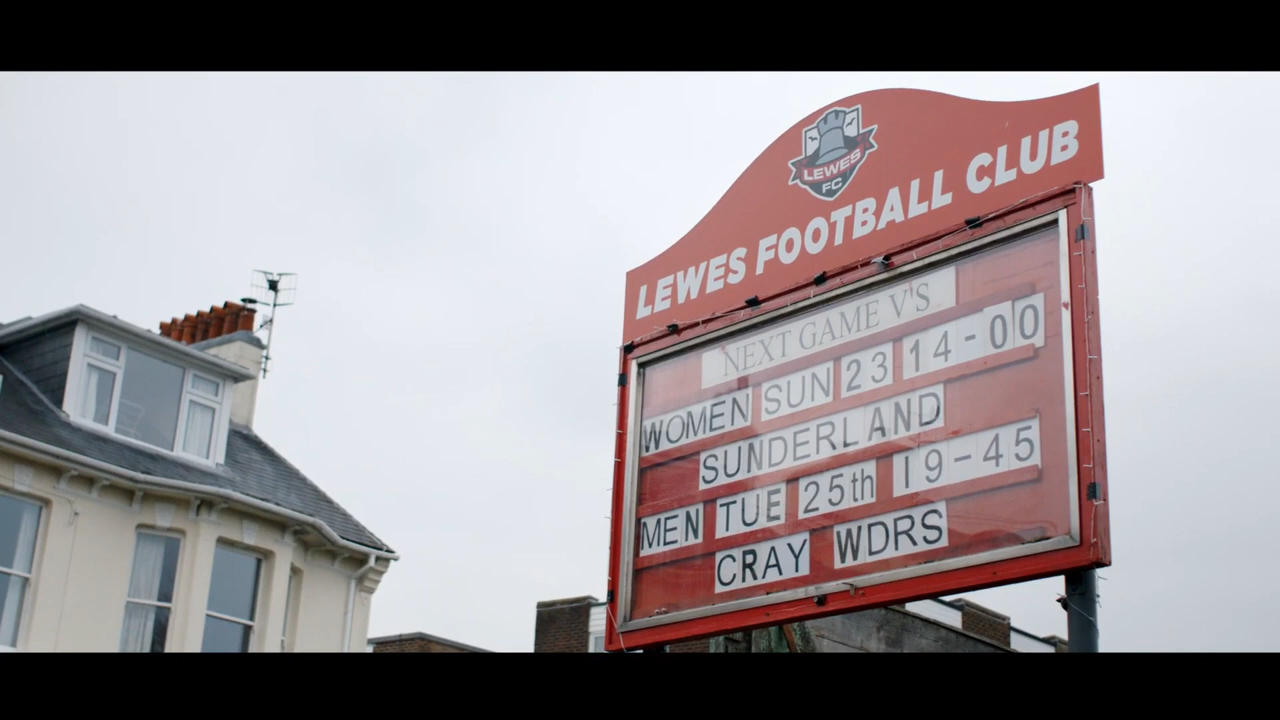 LEWES
FC
LEWES FOOTBALL CLUB
NEXT GAME V'S
WOMEN SUN 23 14-00
SUNDERLAND
MEN TUE 25th 19-45
CRAY WDRS